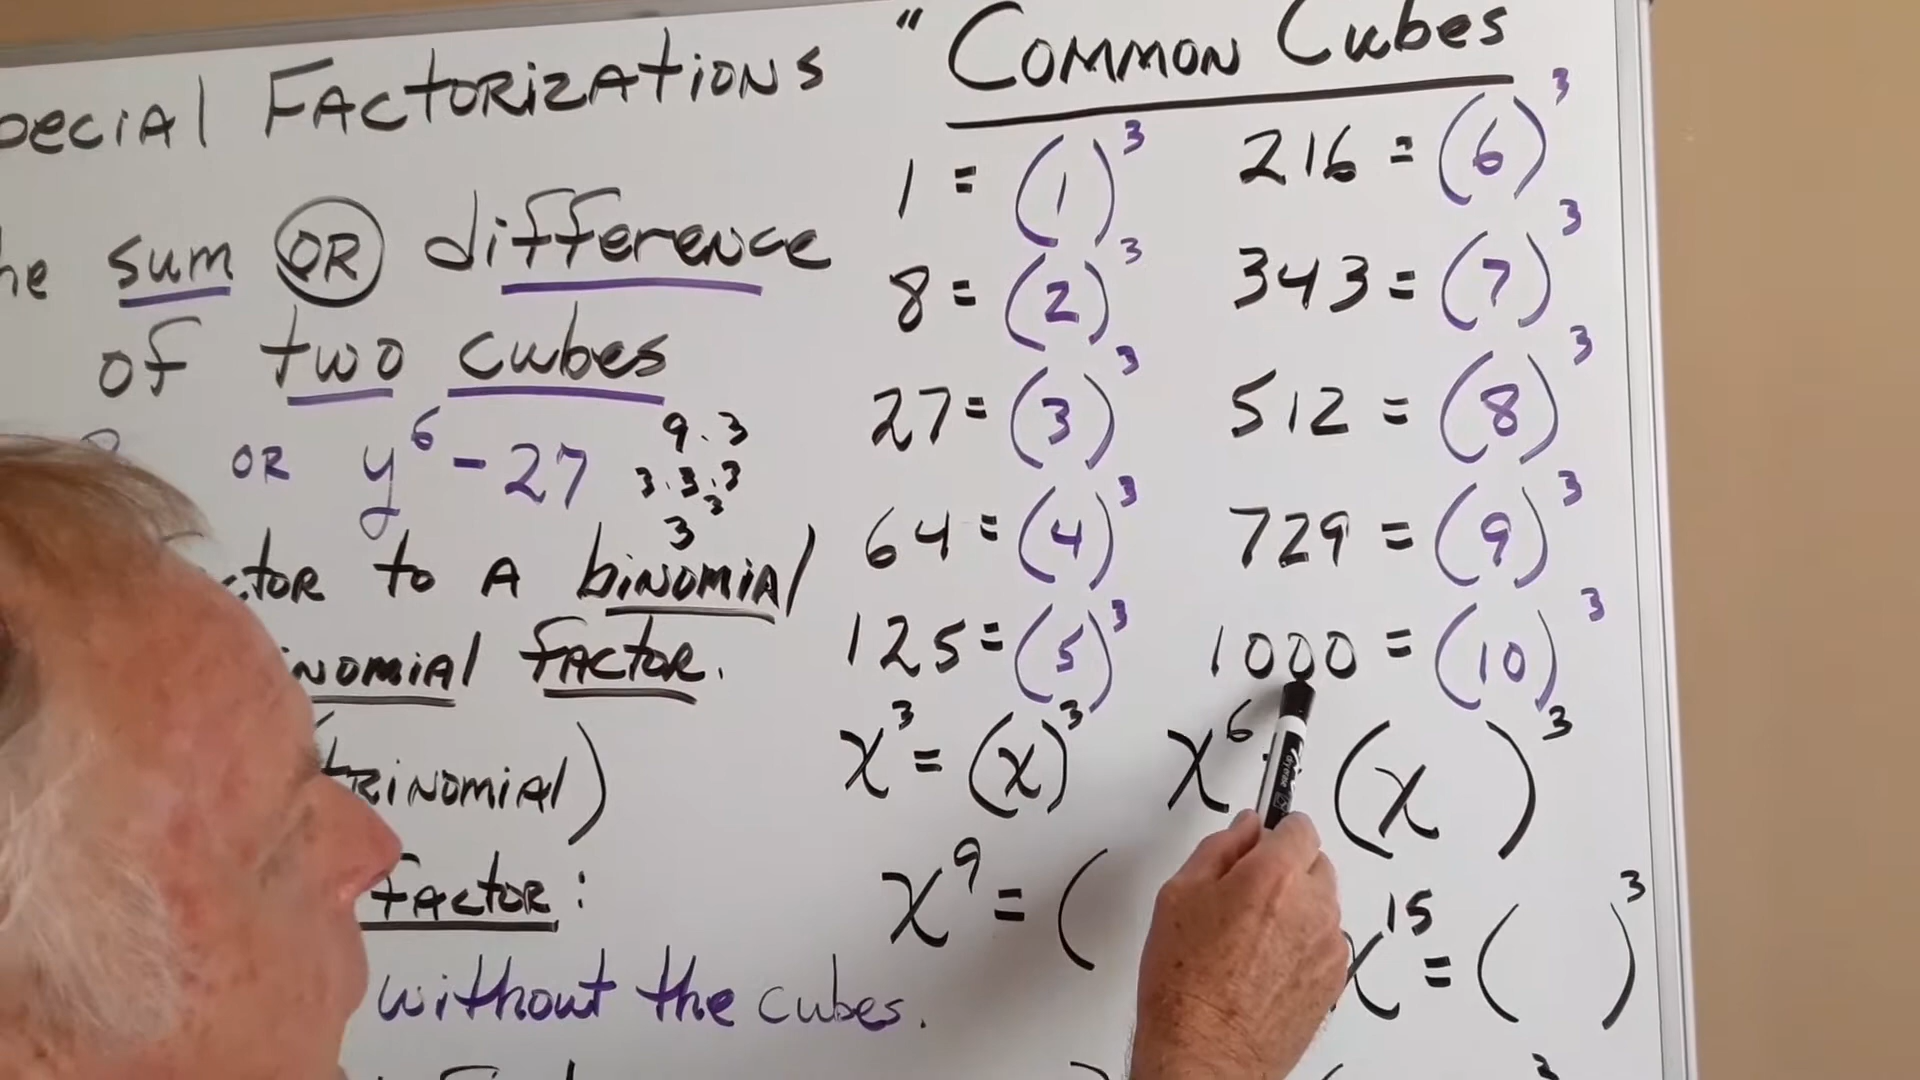 pecial Factorizations
he sum OR difference
of two cubes
OR y⁶ - 27
9 · 3
3 · 3 · 3
3³
ctor to a binomial
nomial factor.
trinomial)
factor:
without the cubes.
" Common Cubes
1 = (1)³
8 = (2)³
27 = (3)³
64 = (4)³
125 = (5)³
216 = (6)³
343 = (7)³
512 = (8)³
729 = (9)³
1000 = (10)³
x³ = (x)³
x⁶ = (x )³
x⁹ = (
x¹⁵ = ( )³